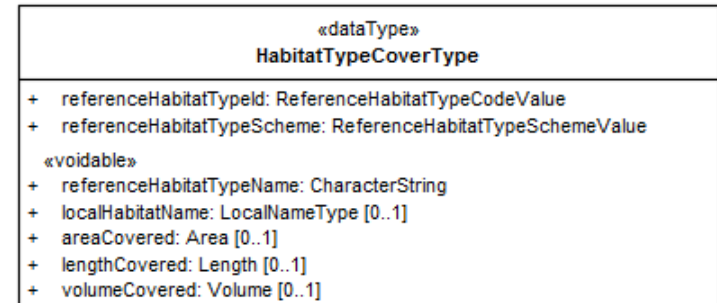 «dataType»
HabitatTypeCoverType
+ referenceHabitatTypeId: ReferenceHabitatTypeCodeValue
+ referenceHabitatTypeScheme: ReferenceHabitatTypeSchemeValue
«voidable»
+ referenceHabitatTypeName: CharacterString
+ localHabitatName: LocalNameType [0..1]
+ areaCovered: Area [0..1]
+ lengthCovered: Length [0..1]
+ volumeCovered: Volume [0..1]